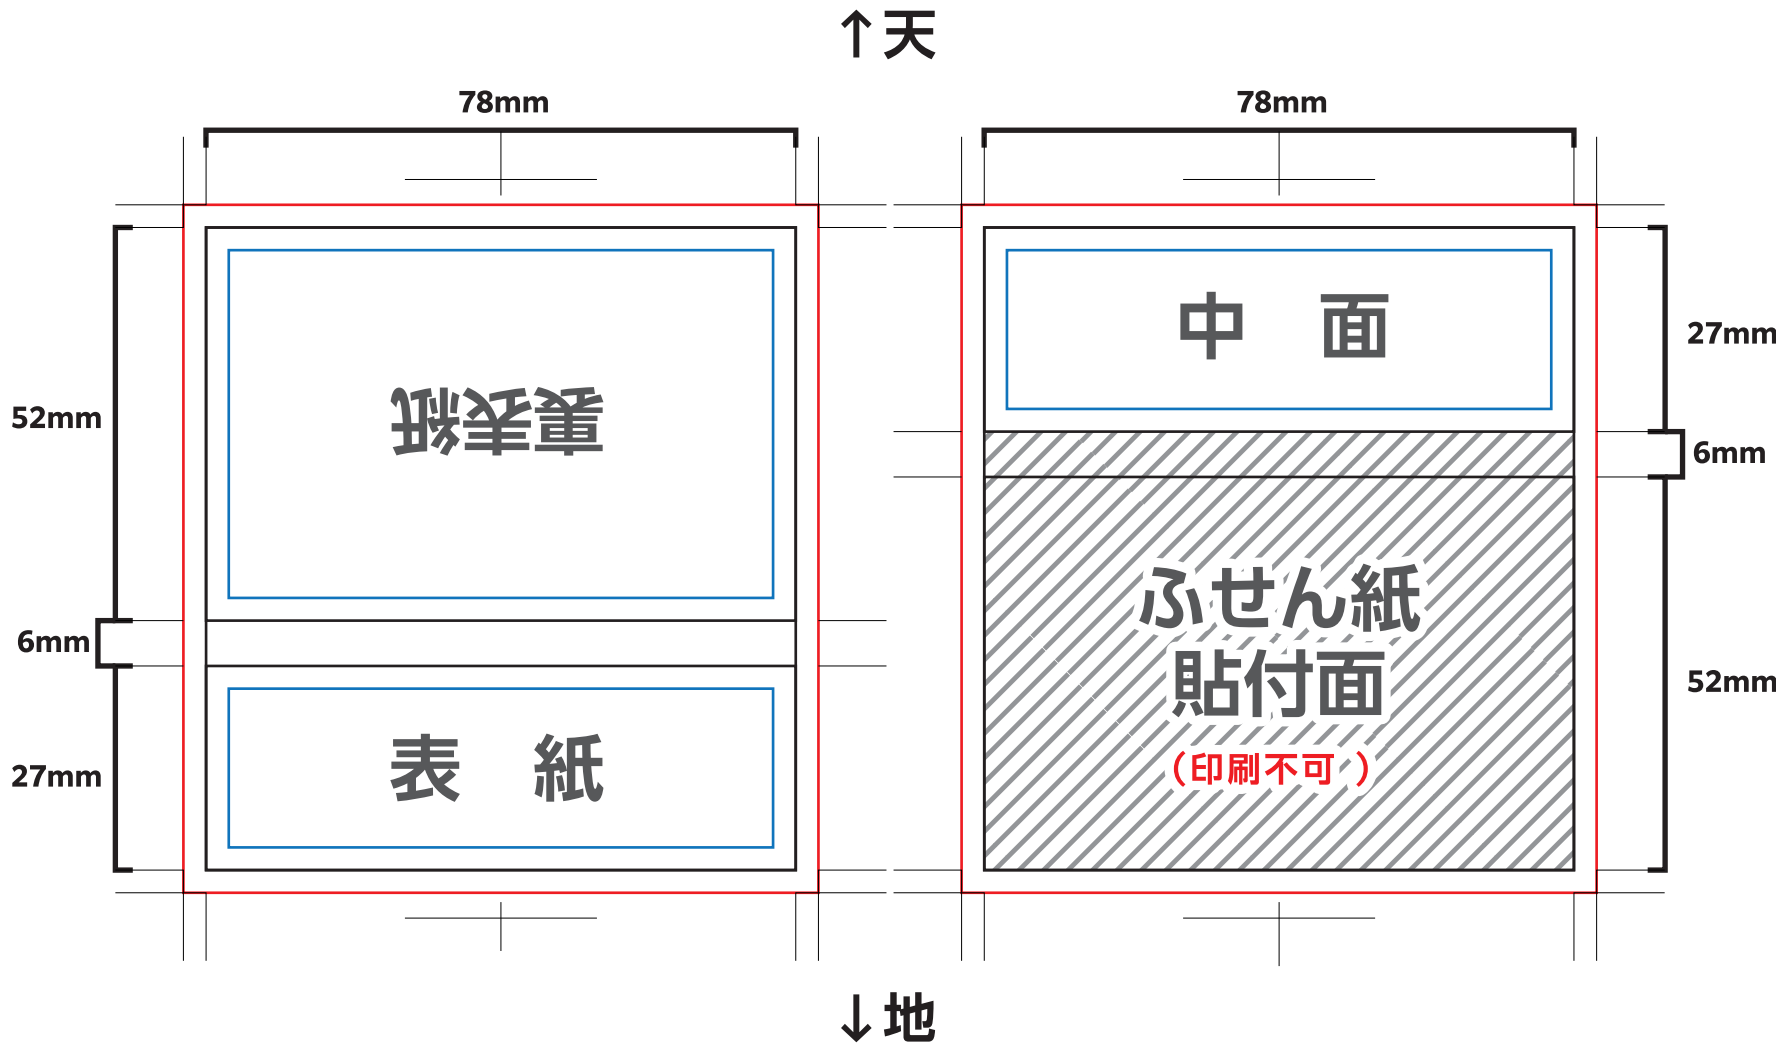 ↑天
78mm
78mm
52mm
6mm
27mm
裏表紙
表　紙
中　面
27mm
6mm
52mm
ふせん紙
貼付面
（印刷不可 ）
↓地